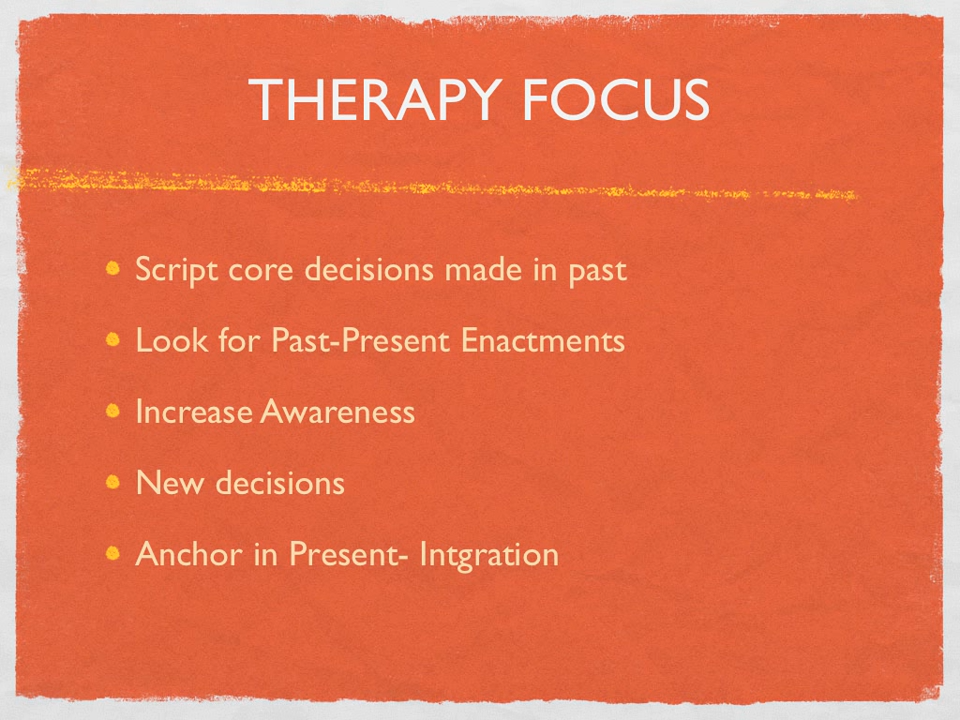 THERAPY FOCUS
Script core decisions made in past
Look for Past-Present Enactments
Increase Awareness
New decisions
Anchor in Present- Intgration